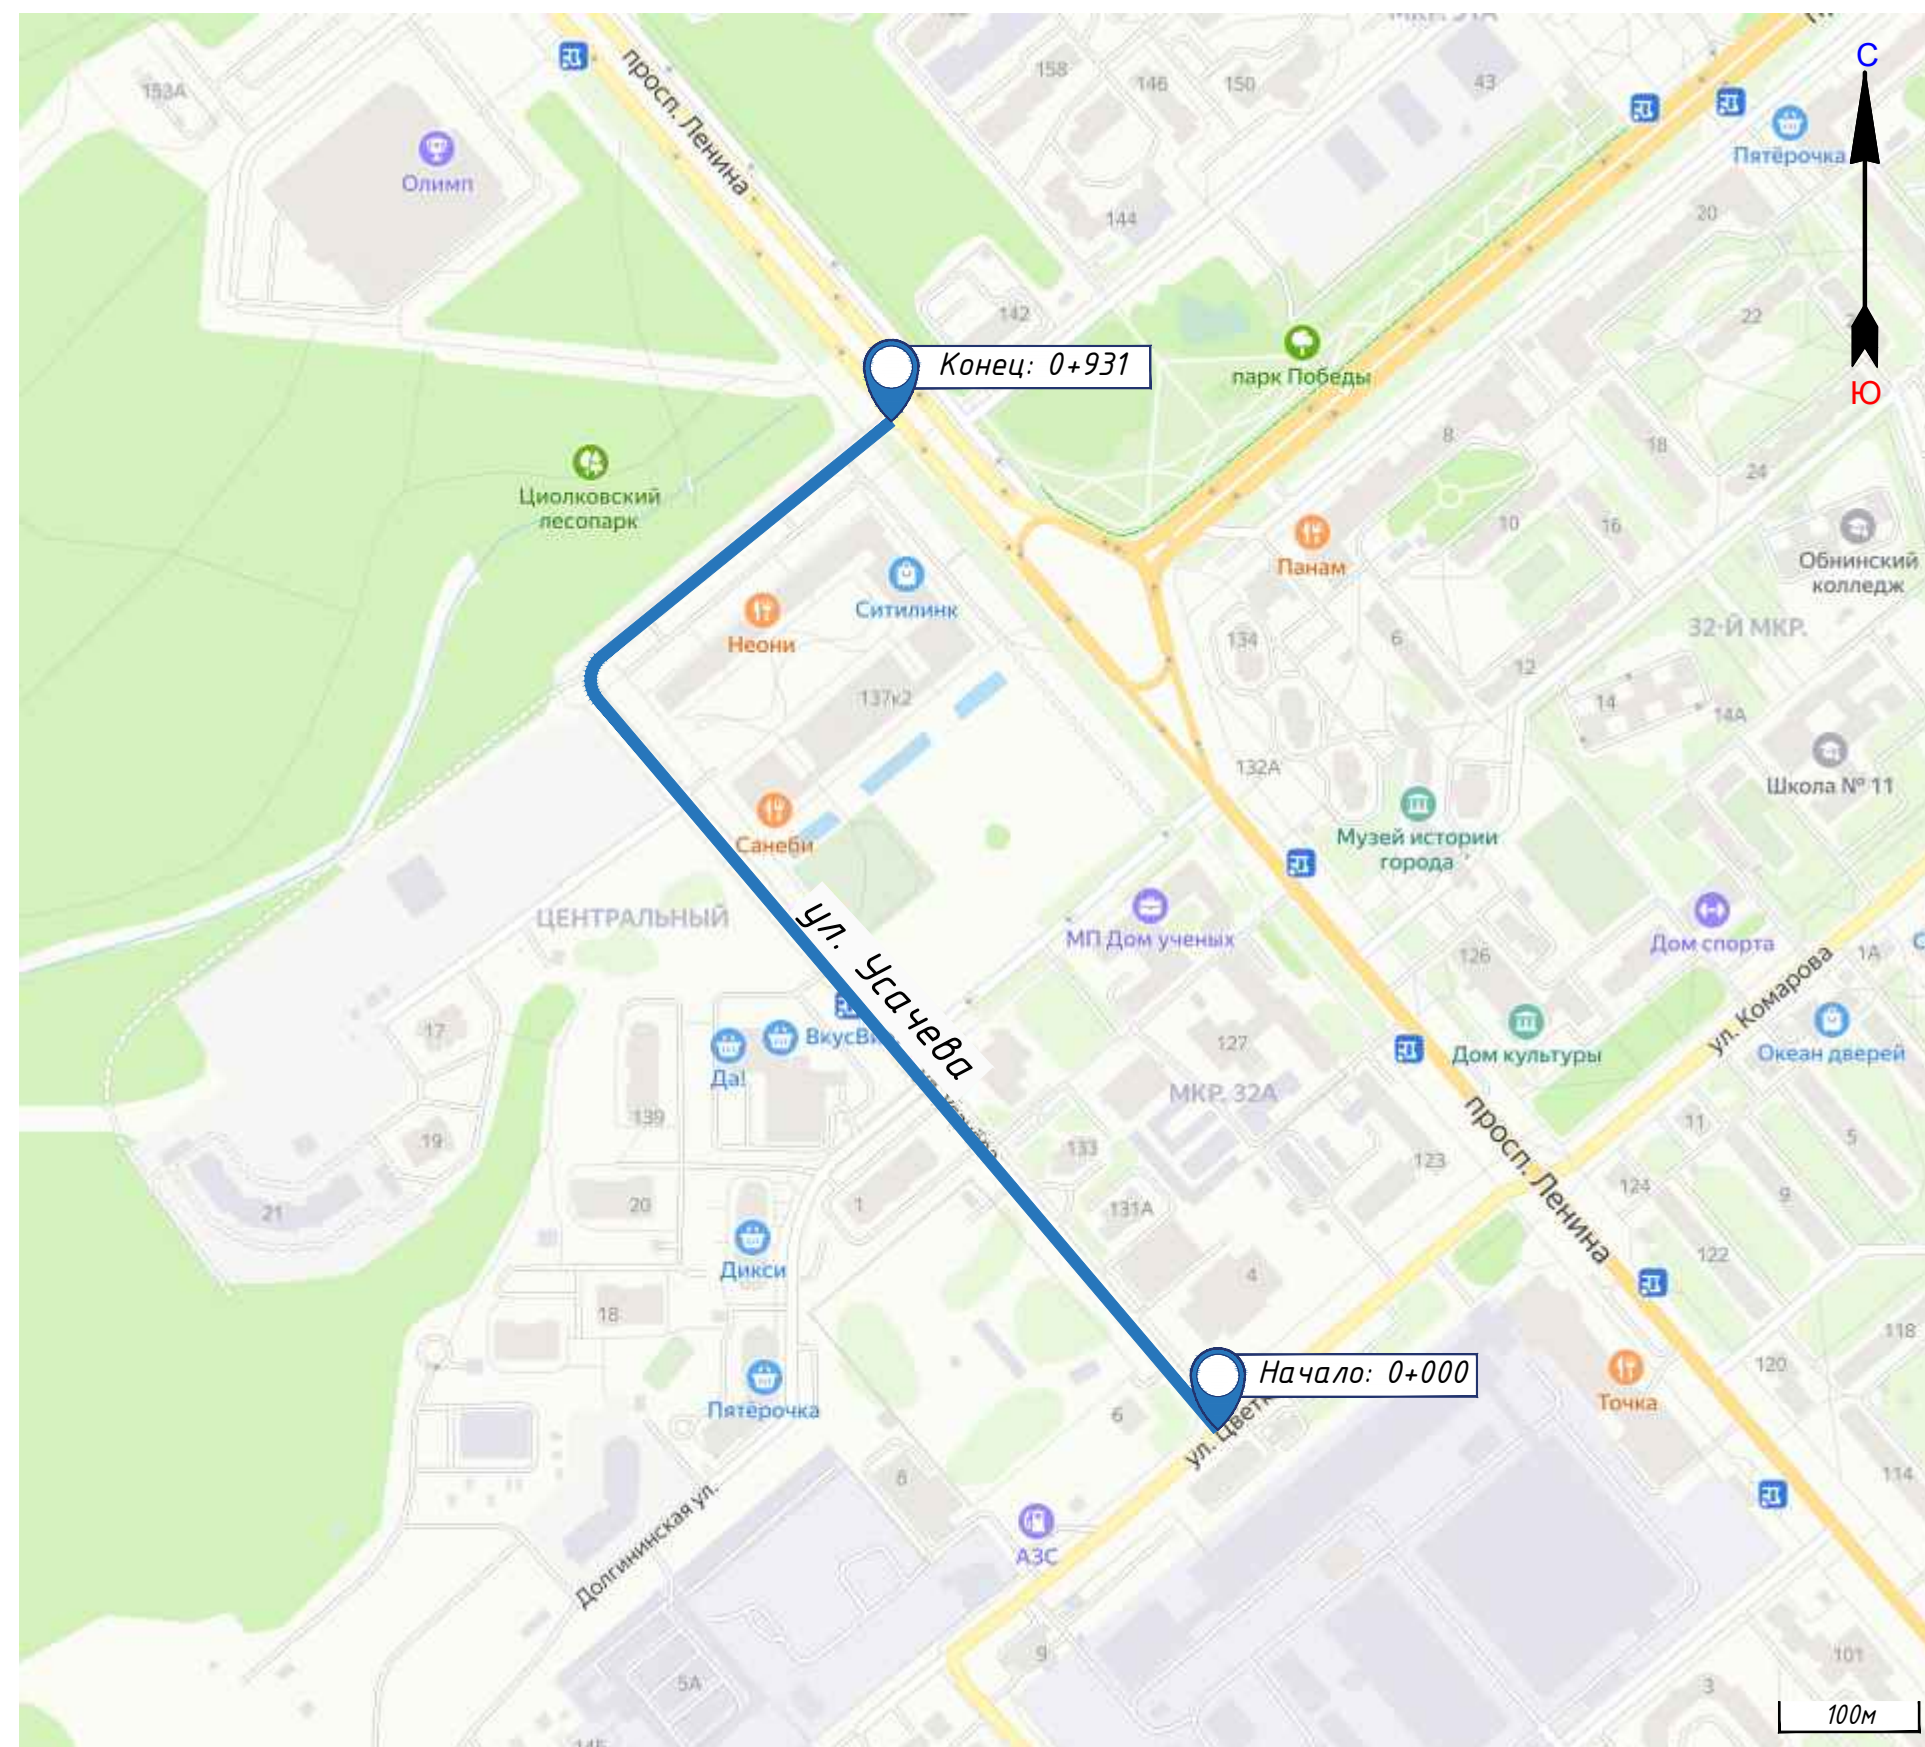 МКР. 51А
С
просп. Ленина
158
146
150
43
153А
Пятёрочка
Олимп
20
144
142
22
Конец: 0+931
парк Победы
Ю
8
18
24
Циолковский
лесопарк
10
16
Панам
Обнинский
колледж
Ситилинк
Неони
134
6
32-Й МКР.
12
137к2
14
14А
132А
Школа № 11
Музей истории
города
Санеби
ЦЕНТРАЛЬНЫЙ
ул. Усачева
МП Дом ученых
Дом спорта
126
1А
ул. Комарова
17
ВкусВ
127
Дом культуры
Океан дверей
Да!
МКР. 32А
139
просп. Ленина
11
5
19
133
123
124
9
20
1
131А
21
122
Дикси
4
18
118
120
Начало: 0+000
Точка
Пятёрочка
6
ул. Цветк
6
114
Долгининская ул.
АЗС
9
101
5А
3
100м